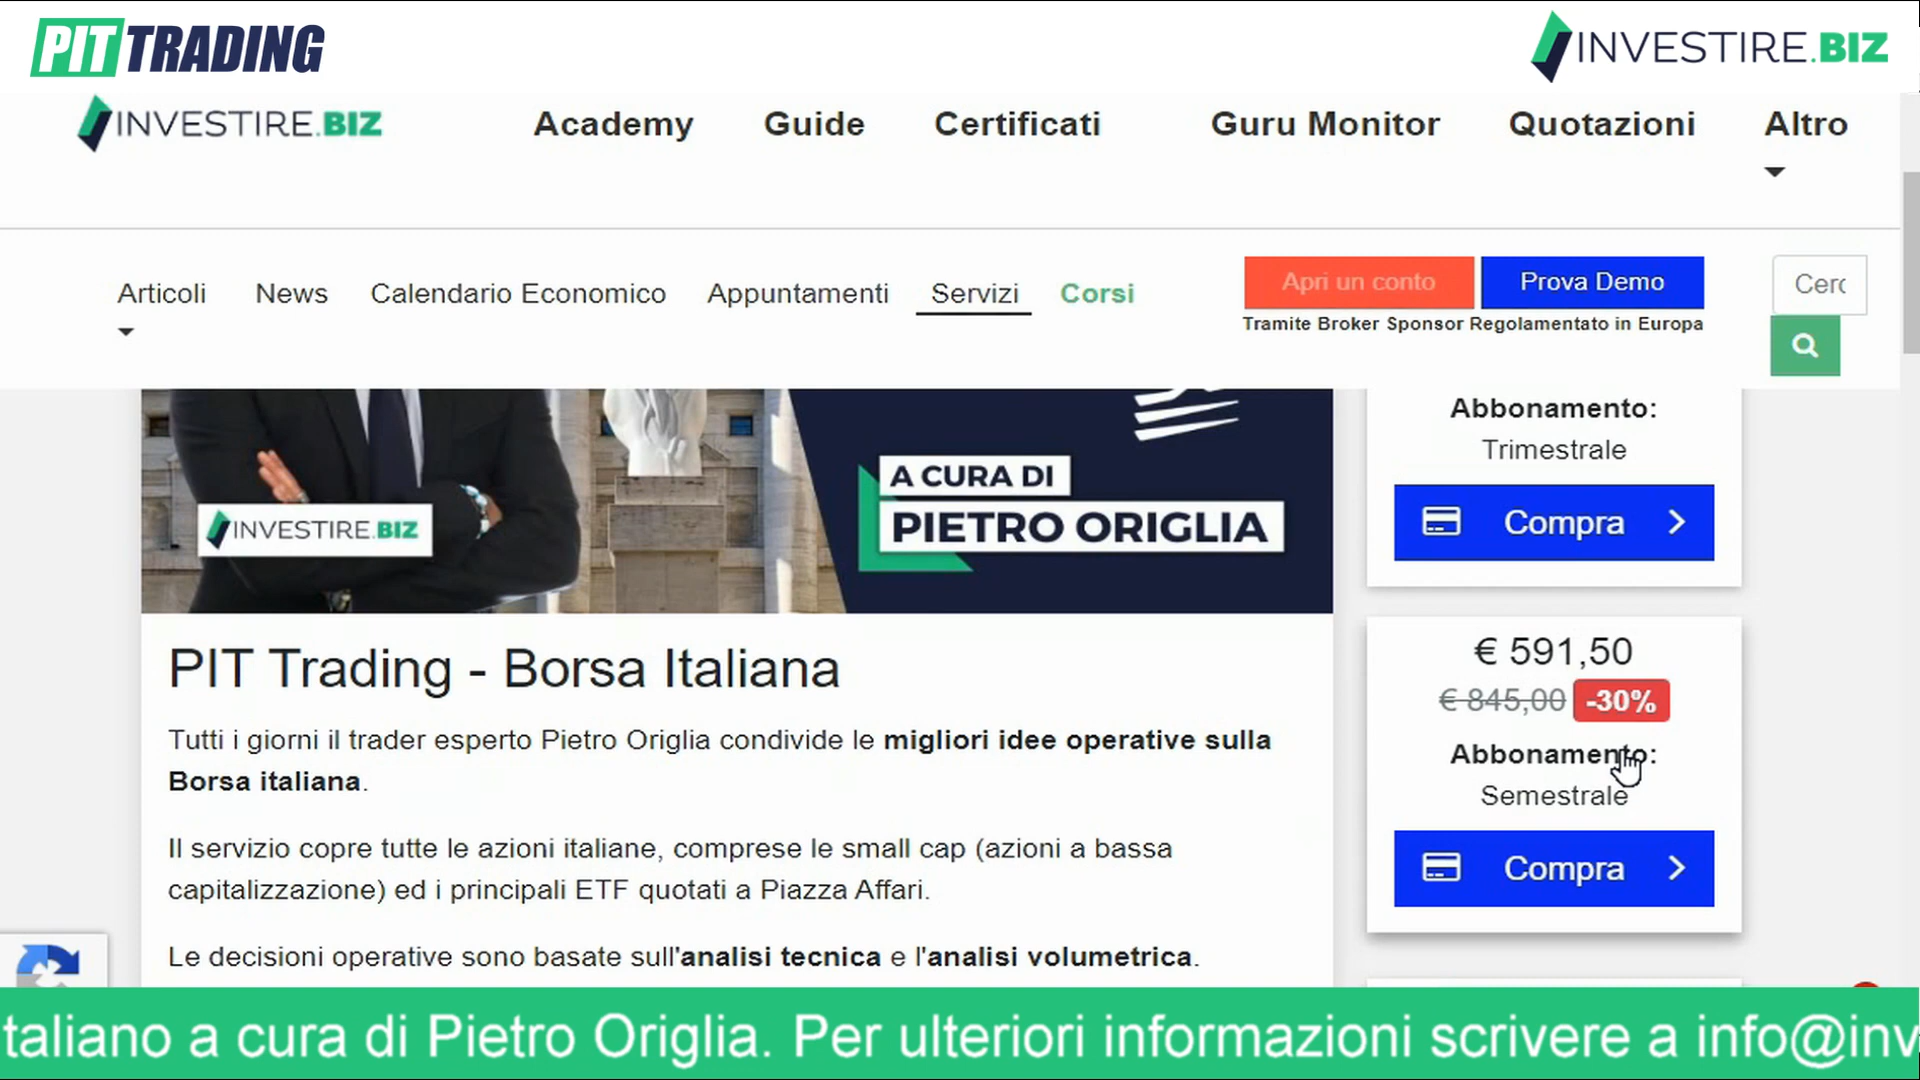 PIT TRADING
INVESTIRE.BIZ
INVESTIRE.BIZ
Academy
Guide
Certificati
Guru Monitor
Quotazioni
Altro
Articoli
News
Calendario Economico
Appuntamenti
Servizi
Corsi
Apri un conto
Prova Demo
Tramite Broker Sponsor Regolamentato in Europa
Cerc
A CURA DI
PIETRO ORIGLIA
INVESTIRE.BIZ
Abbonamento:
Trimestrale
Compra
PIT Trading - Borsa Italiana
Tutti i giorni il trader esperto Pietro Origlia condivide le migliori idee operative sulla
Borsa italiana.
Il servizio copre tutte le azioni italiane, comprese le small cap (azioni a bassa
capitalizzazione) ed i principali ETF quotati a Piazza Affari.
Le decisioni operative sono basate sull'analisi tecnica e l'analisi volumetrica.
€ 591,50
€ 845,00 -30%
Abbonamento:
Semestrale
Compra
taliano a cura di Pietro Origlia. Per ulteriori informazioni scrivere a info@inv